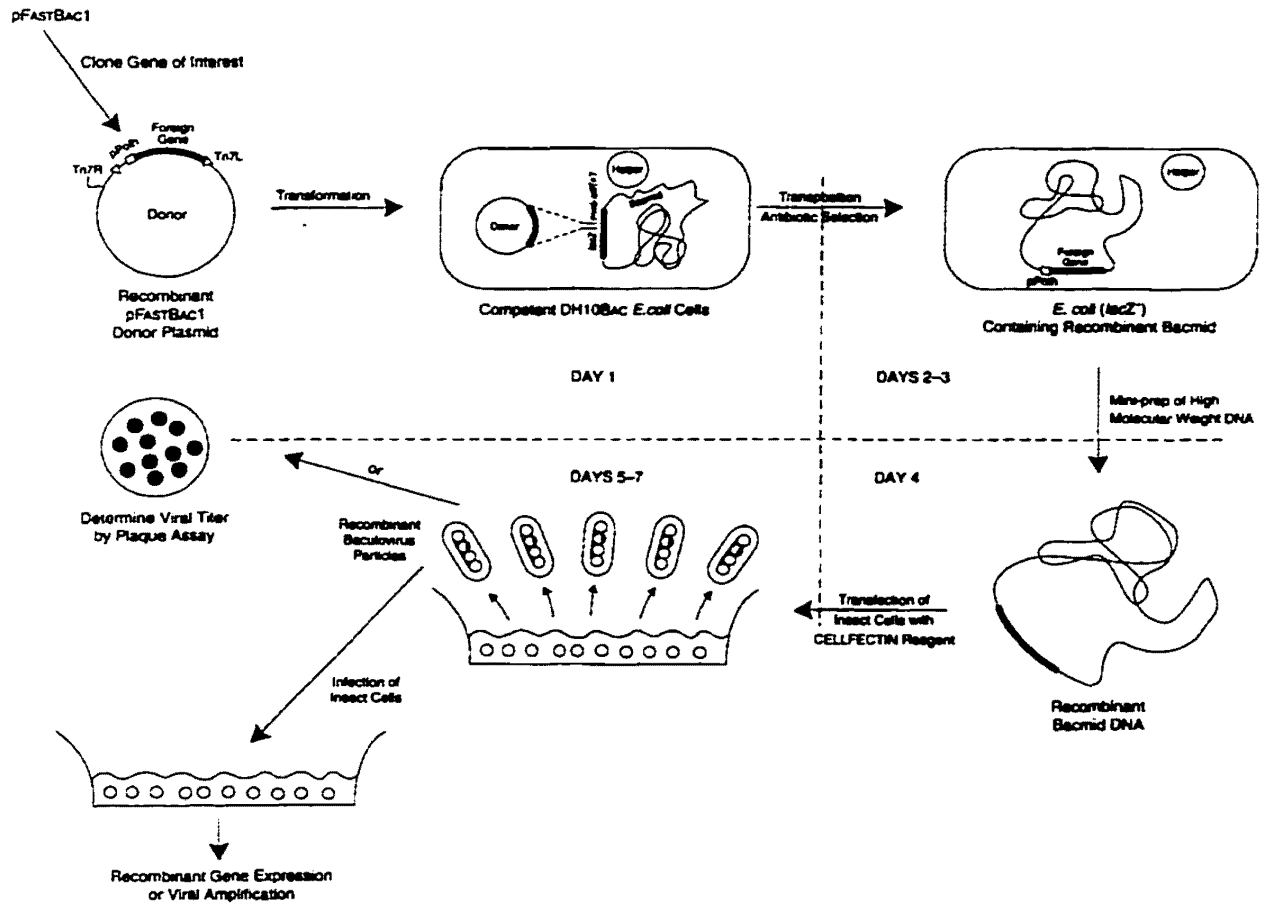 pFASTBAC1
Clone Gene of Interest
Foreign
Gene
pPolh
Tn7R
Tn7L
Donor
Recombinant
pFASTBAC1
Donor Plasmid
Transformation
Helper
Donor
lacZ
Competent DH10BAC E.coli Cells
Transposition
Antibiotic Selection
Helper
Foreign
Gene
pPolh
E. coli (lacZ⁻)
Containing Recombinant Bacmid
DAY 1
DAYS 2–3
Mini-prep of High
Molecular Weight DNA
Determine Viral Titer
by Plaque Assay
or
DAYS 5–7
DAY 4
Recombinant
Baculovirus
Particles
Transfection of
Insect Cells with
CELLFECTIN Reagent
Recombinant
Bacmid DNA
Infection of
Insect Cells
Recombinant Gene Expression
or Viral Amplification